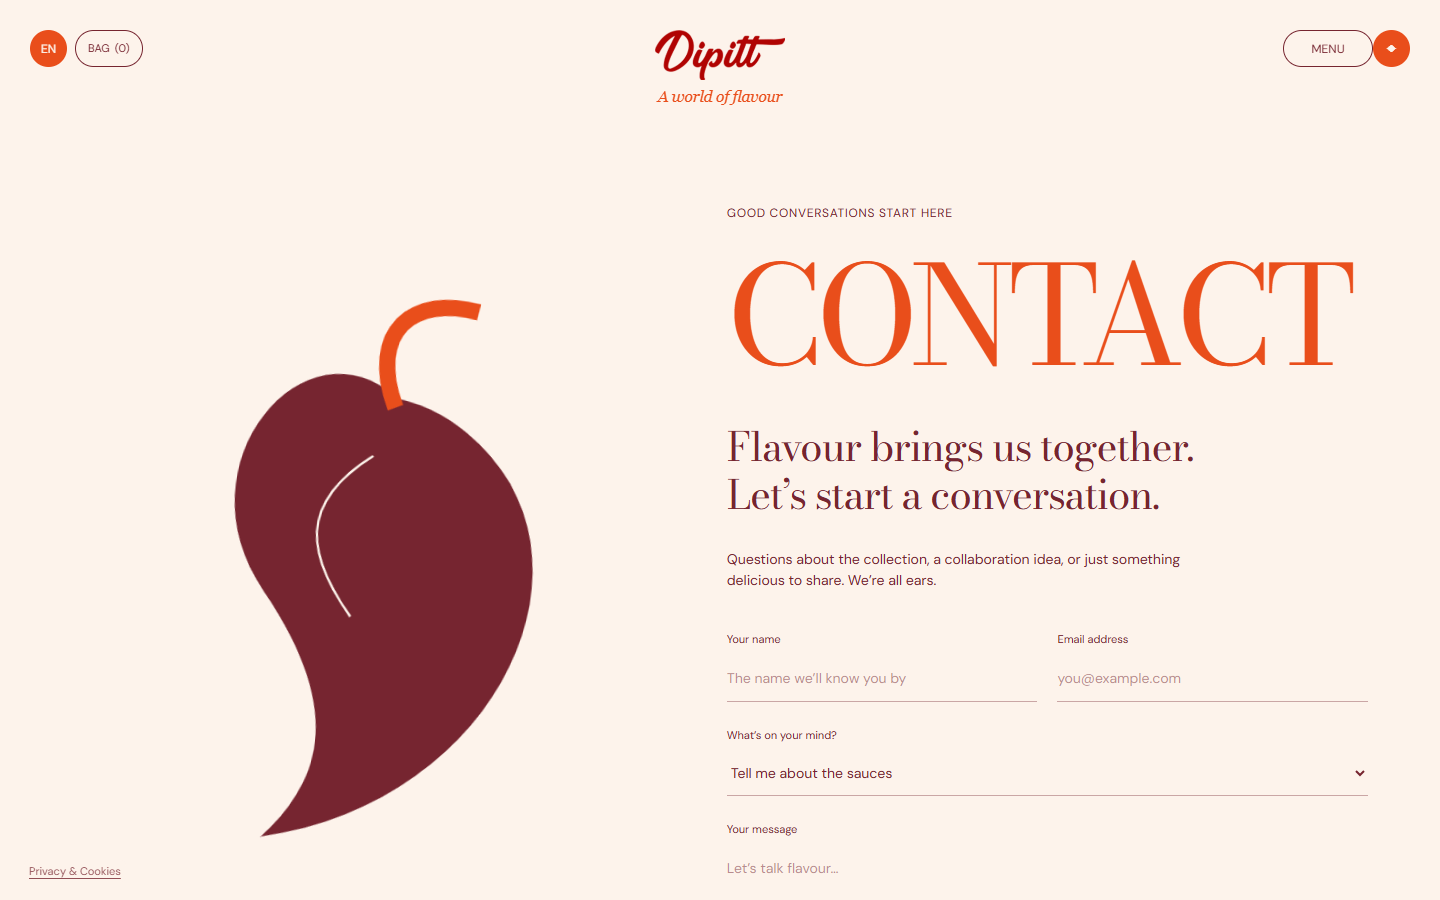 EN
BAG (0)
Dipitt
A world of flavour
MENU
GOOD CONVERSATIONS START HERE
CONTACT
Flavour brings us together.
Let’s start a conversation.
Questions about the collection, a collaboration idea, or just something
delicious to share. We’re all ears.
Your name
Email address
The name we’ll know you by
you@example.com
What’s on your mind?
Tell me about the sauces
Your message
Let’s talk flavour…
Privacy & Cookies